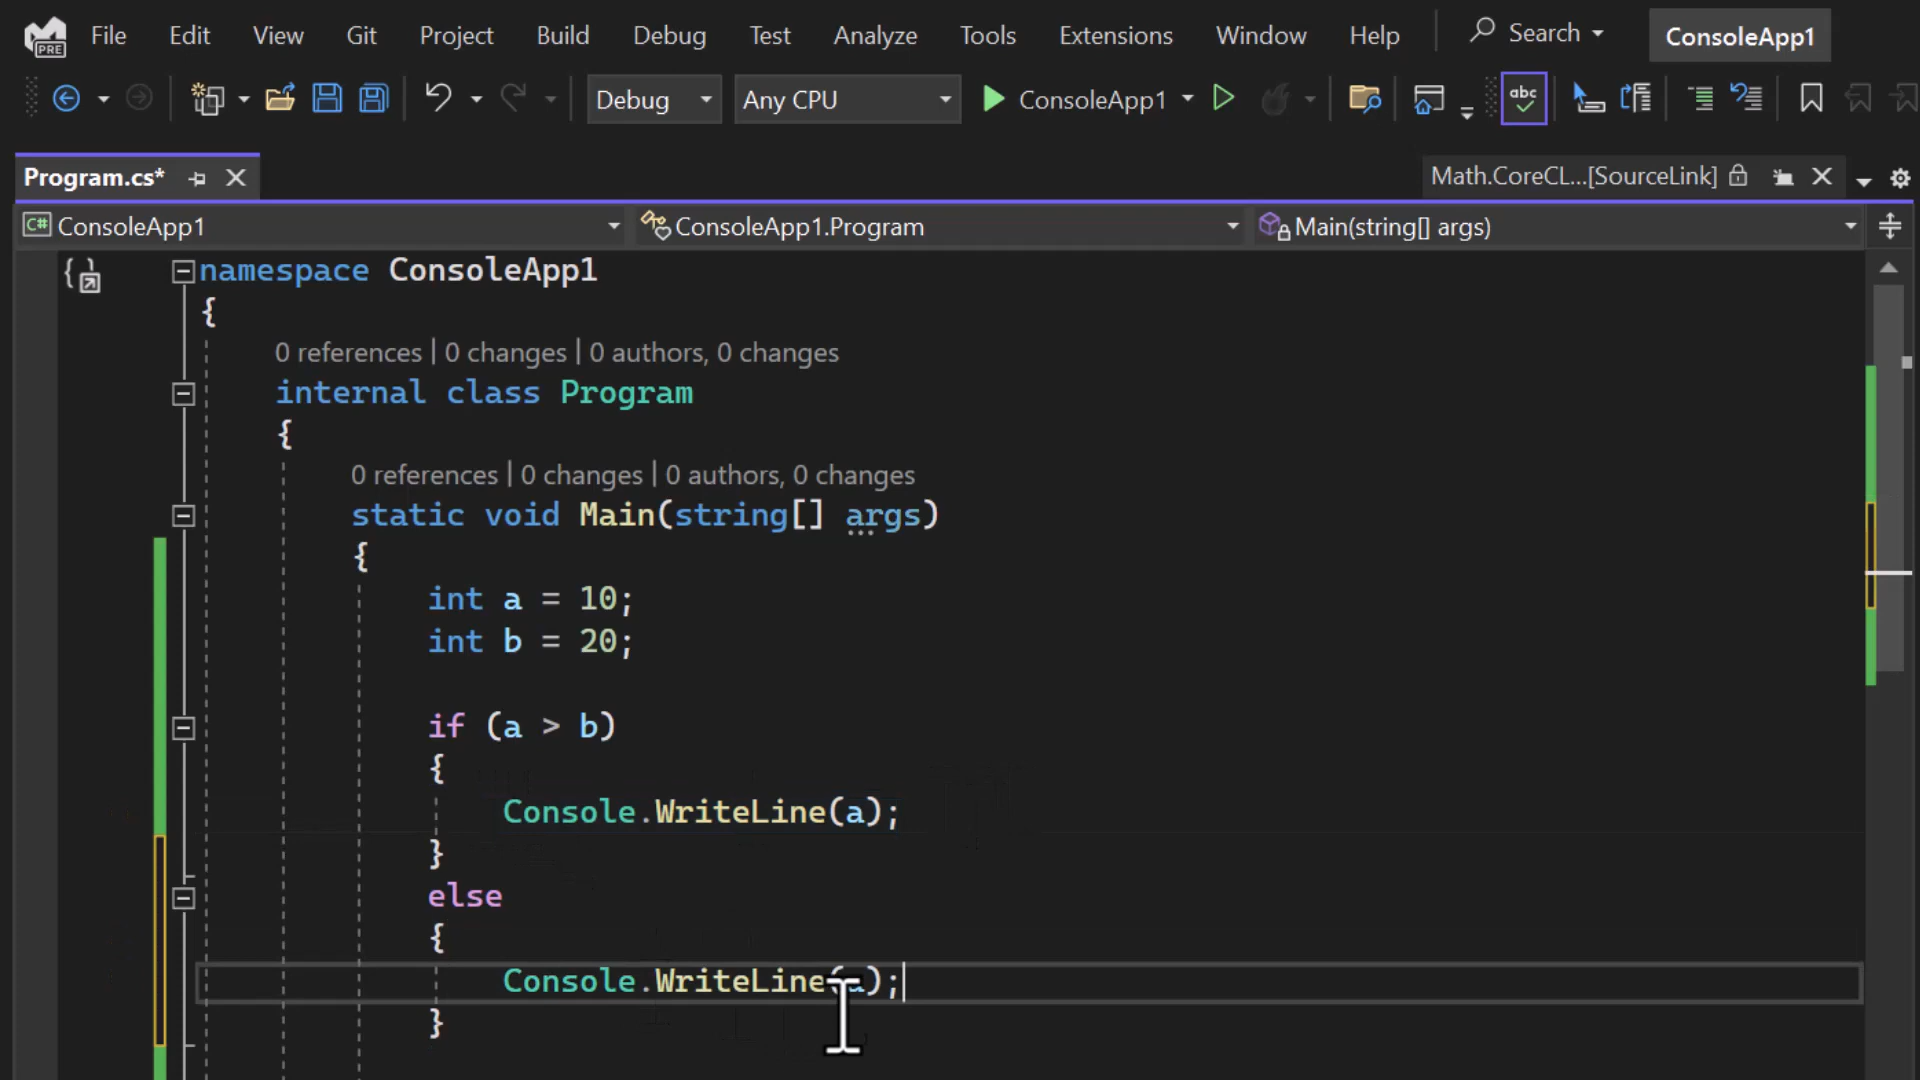 PRE File Edit View Git Project Build Debug Test Analyze Tools Extensions Window Help Search ConsoleApp1
Debug Any CPU ConsoleApp1 abc
Program.cs* Math.CoreCL...[SourceLink]
C# ConsoleApp1 ConsoleApp1.Program Main(string[] args)
namespace ConsoleApp1
{
0 references | 0 changes | 0 authors, 0 changes
internal class Program
{
0 references | 0 changes | 0 authors, 0 changes
static void Main(string[] args)
{
int a = 10;
int b = 20;
if (a > b)
{
Console.WriteLine(a);
}
else
{
Console.WriteLine(a);
}